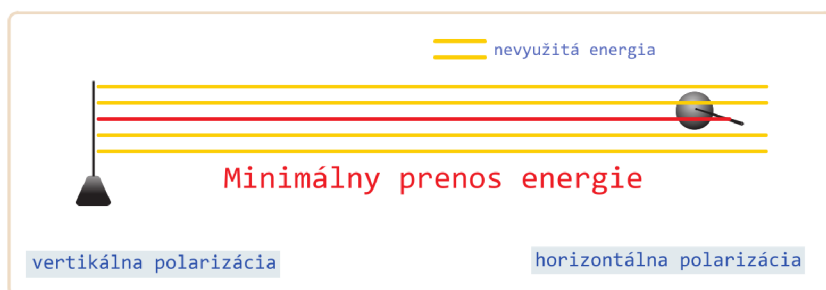 nevyužitá energia
Minimálny prenos energie
vertikálna polarizácia
horizontálna polarizácia